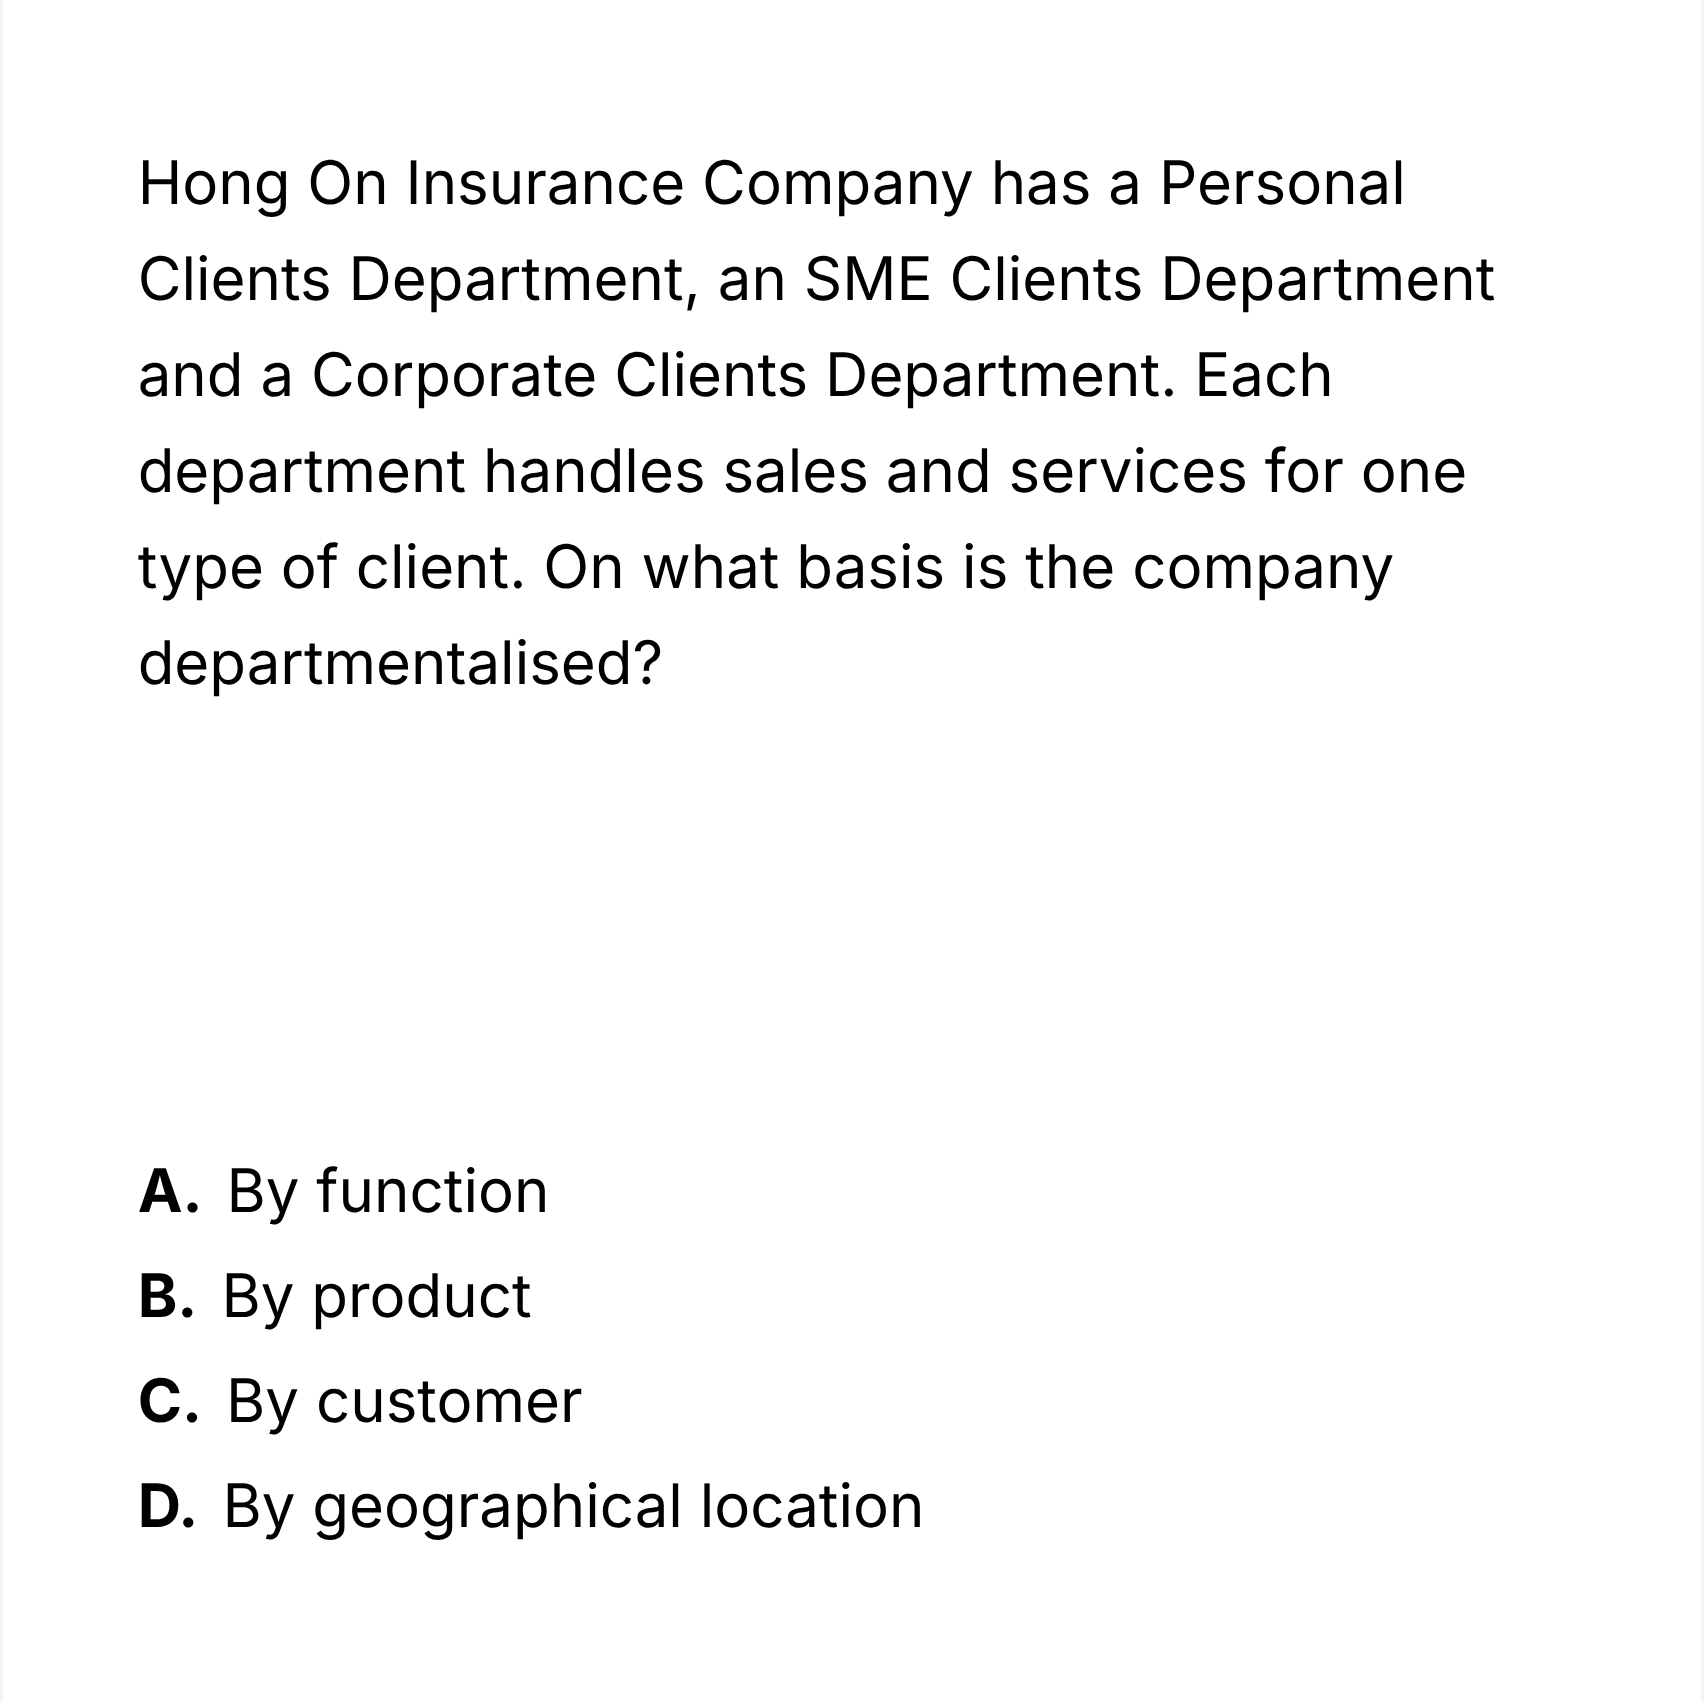 Hong On Insurance Company has a Personal
Clients Department, an SME Clients Department
and a Corporate Clients Department. Each
department handles sales and services for one
type of client. On what basis is the company
departmentalised?
A. By function
B. By product
C. By customer
D. By geographical location